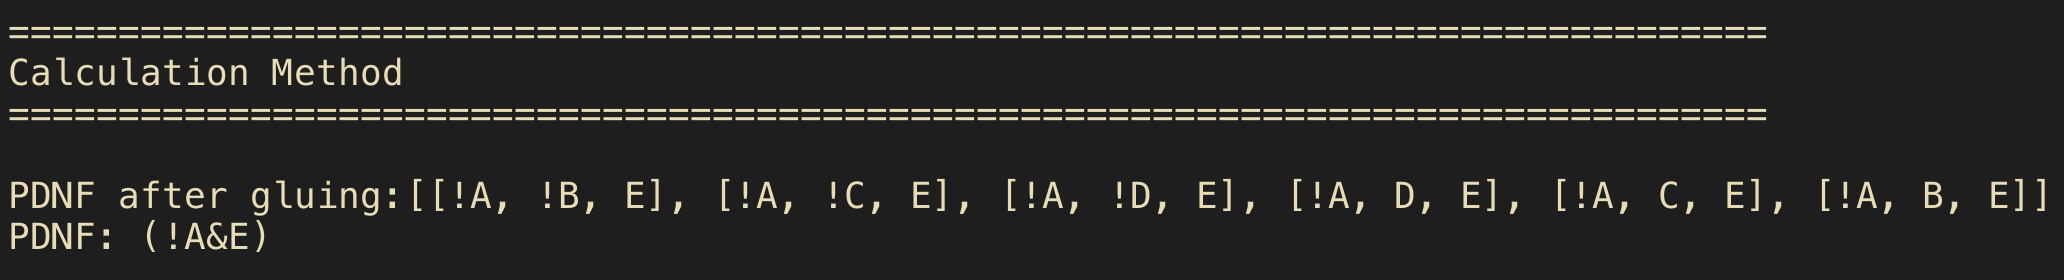 ================================================================================
Calculation Method
================================================================================
PDNF after gluing:[[!A, !B, E], [!A, !C, E], [!A, !D, E], [!A, D, E], [!A, C, E], [!A, B, E]]
PDNF: (!A&E)